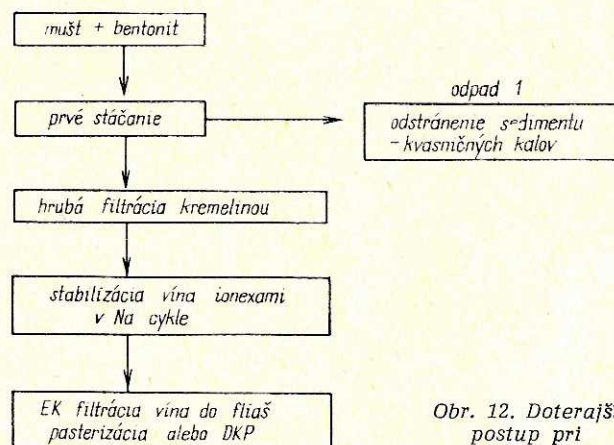 mušt + bentonit
prvé stáčanie
odpad 1
odstránenie sedimentu
- kvasničných kalov
hrubá filtrácia kremelinou
stabilizácia vína ionexami
v Na cykle
EK filtrácia vína do fliaš
pasterizácia alebo DKP
Obr. 12. Doterajší
postup pri